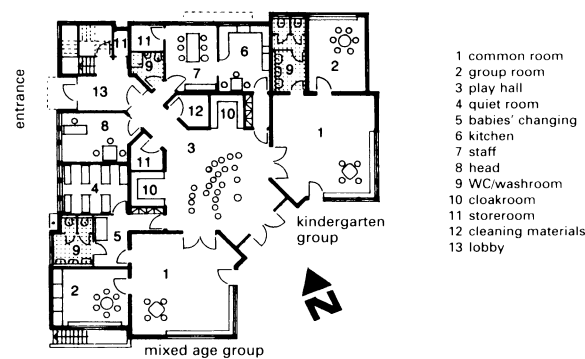 11
11
6
2
9
7
9
13
12
10
1
8
3
11
4
10
5
9
1
2
entrance
kindergarten
group
N
mixed age group
1 common room
2 group room
3 play hall
4 quiet room
5 babies' changing
6 kitchen
7 staff
8 head
9 WC/washroom
10 cloakroom
11 storeroom
12 cleaning materials
13 lobby